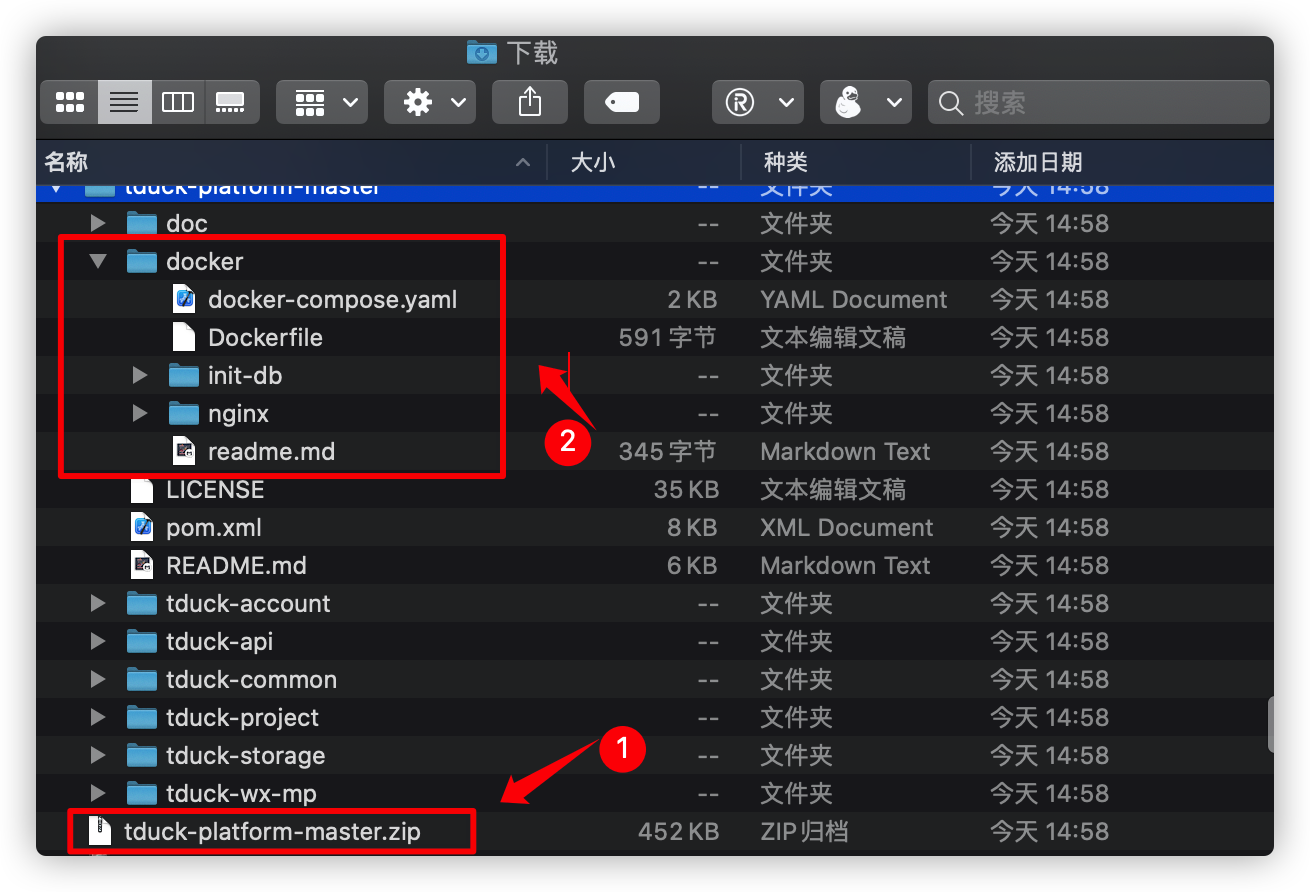 下载
搜索
名称 大小 种类 添加日期
tduck-platform-master -- 文件夹 今天 14:58
doc -- 文件夹 今天 14:58
docker -- 文件夹 今天 14:58
docker-compose.yaml 2 KB YAML Document 今天 14:58
Dockerfile 591 字节 文本编辑文稿 今天 14:58
init-db -- 文件夹 今天 14:58
nginx -- 文件夹 今天 14:58
2
readme.md 345 字节 Markdown Text 今天 14:58
LICENSE 35 KB 文本编辑文稿 今天 14:58
pom.xml 8 KB XML Document 今天 14:58
README.md 6 KB Markdown Text 今天 14:58
tduck-account -- 文件夹 今天 14:58
tduck-api -- 文件夹 今天 14:58
tduck-common -- 文件夹 今天 14:58
tduck-project -- 文件夹 今天 14:58
1
tduck-storage -- 文件夹 今天 14:58
tduck-wx-mp -- 文件夹 今天 14:58
tduck-platform-master.zip 452 KB ZIP归档 今天 14:58